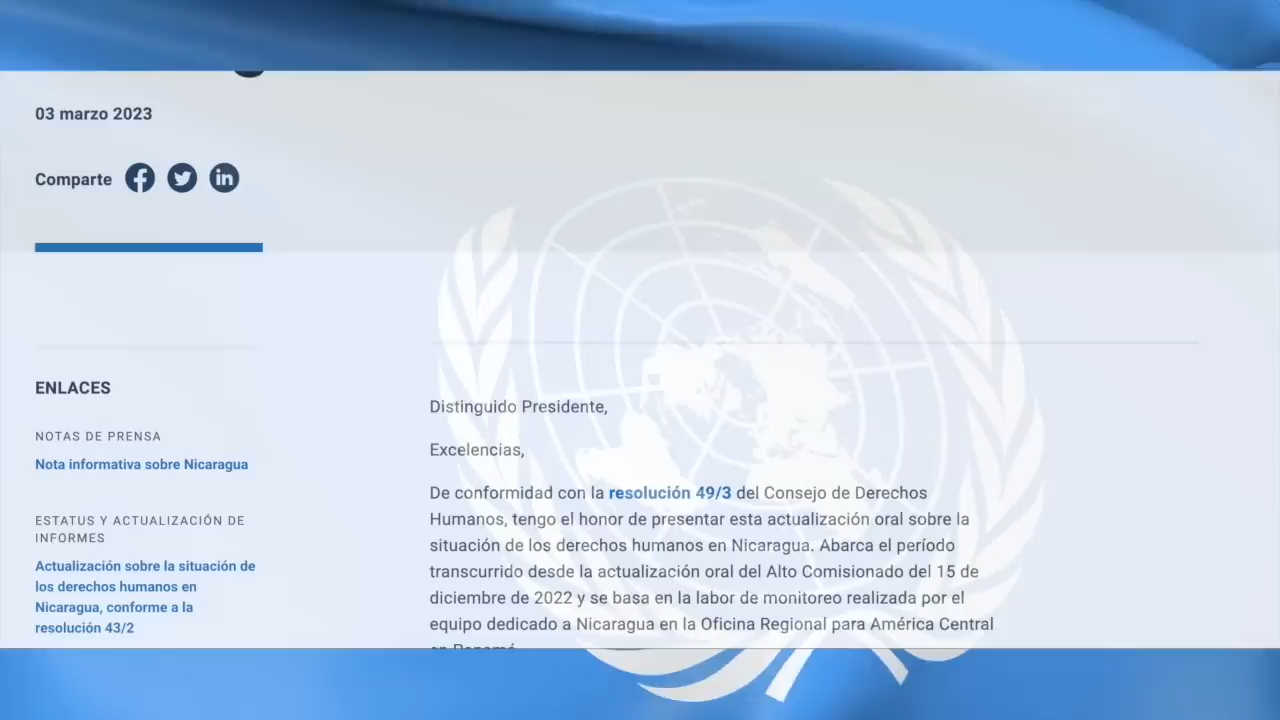 03 marzo 2023
Comparte
ENLACES
NOTAS DE PRENSA
Nota informativa sobre Nicaragua
ESTATUS Y ACTUALIZACIÓN DE
INFORMES
Actualización sobre la situación de
los derechos humanos en
Nicaragua, conforme a la
resolución 43/2
Distinguido Presidente,
Excelencias,
De conformidad con la resolución 49/3 del Consejo de Derechos
Humanos, tengo el honor de presentar esta actualización oral sobre la
situación de los derechos humanos en Nicaragua. Abarca el período
transcurrido desde la actualización oral del Alto Comisionado del 15 de
diciembre de 2022 y se basa en la labor de monitoreo realizada por el
equipo dedicado a Nicaragua en la Oficina Regional para América Central